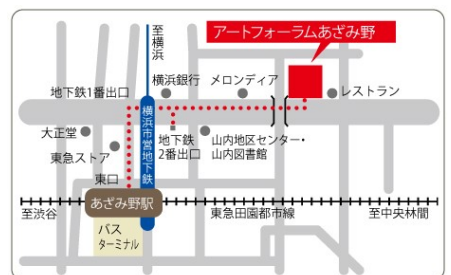 至横浜
アートフォーラムあざみ野
横浜銀行
メロンディア
レストラン
地下鉄1番出口
横浜市営地下鉄
大正堂
東急ストア
地下鉄
2番出口
山内地区センター・
山内図書館
東口
あざみ野駅
至渋谷
東急田園都市線
至中央林間
バス
ターミナル